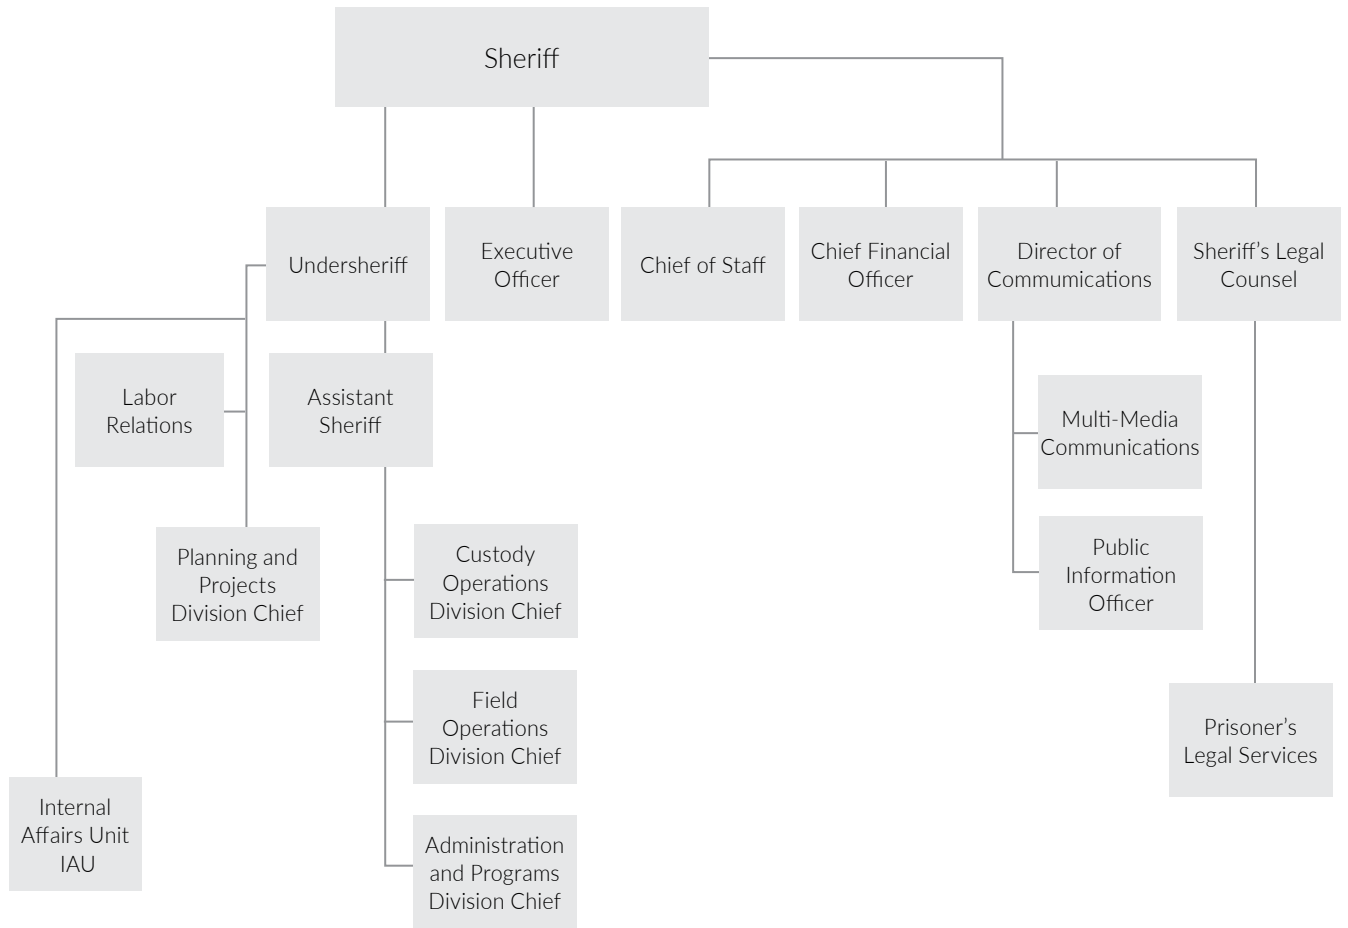 Sheriff
Undersheriff
Executive
Officer
Chief of Staff
Chief Financial
Officer
Director of
Commumications
Sheriff’s Legal
Counsel
Labor
Relations
Assistant
Sheriff
Multi-Media
Communications
Planning and
Projects
Division Chief
Custody
Operations
Division Chief
Public
Information
Officer
Field
Operations
Division Chief
Prisoner’s
Legal Services
Internal
Affairs Unit
IAU
Administration
and Programs
Division Chief